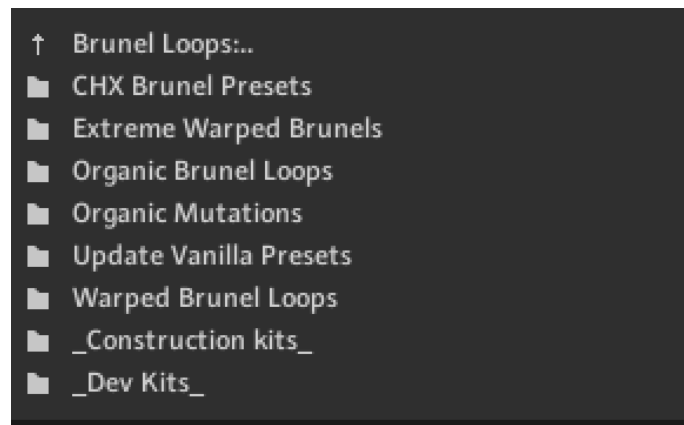 Brunel Loops:..
CHX Brunel Presets
Extreme Warped Brunels
Organic Brunel Loops
Organic Mutations
Update Vanilla Presets
Warped Brunel Loops
_Construction kits_
_Dev Kits_